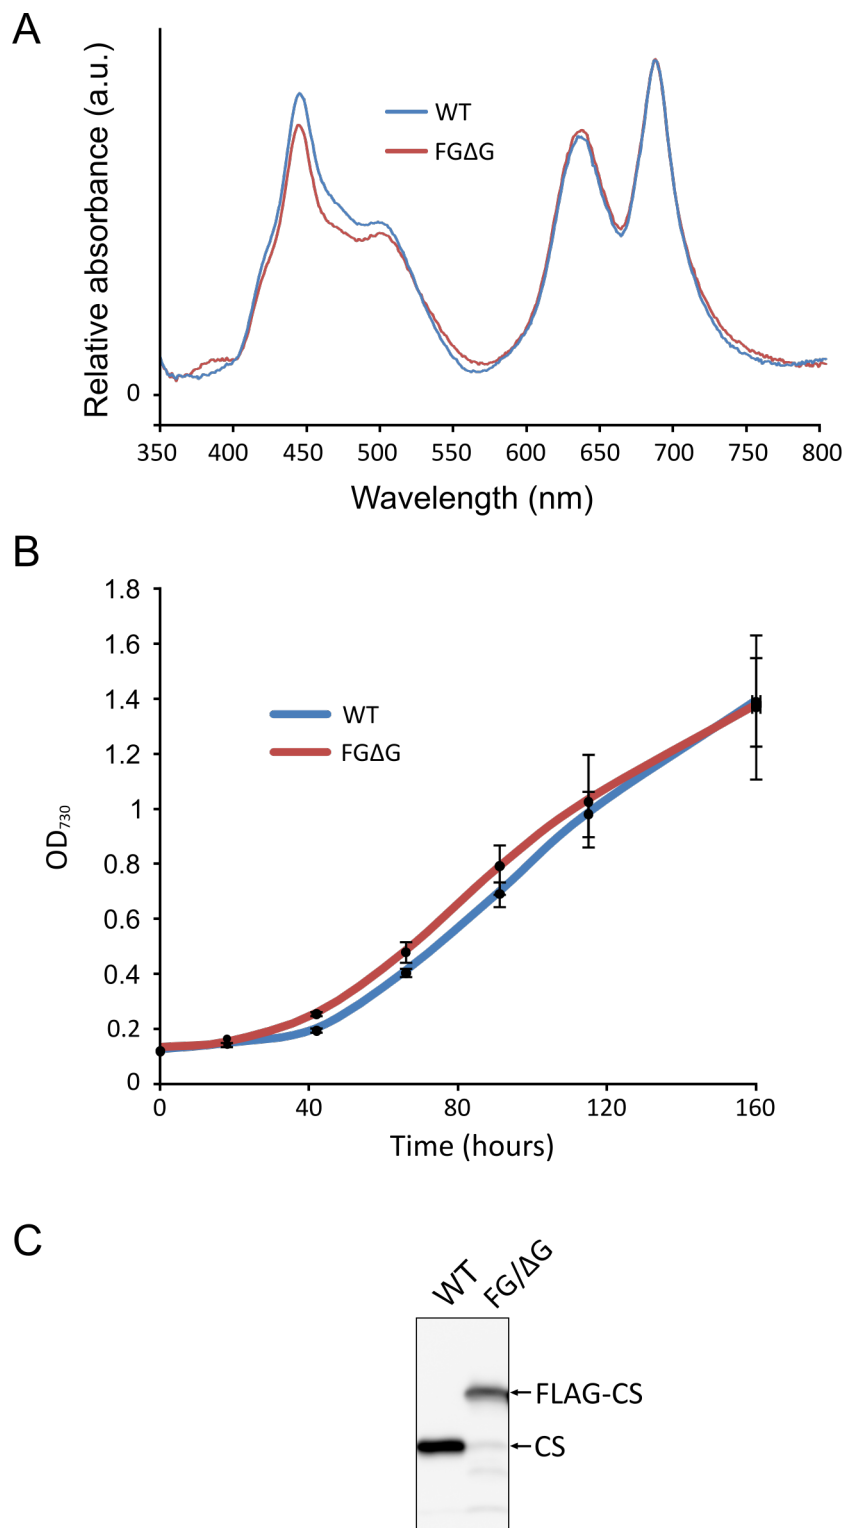 A
Relative absorbance (a.u.)
WT
FGΔG
0
350 400 450 500 550 600 650 700 750 800
Wavelength (nm)
B
1.8
1.6
1.4
1.2
1
0.8
0.6
0.4
0.2
0
OD730
WT
FGΔG
0 40 80 120 160
Time (hours)
C
WT FG/ΔG
FLAG-CS
CS